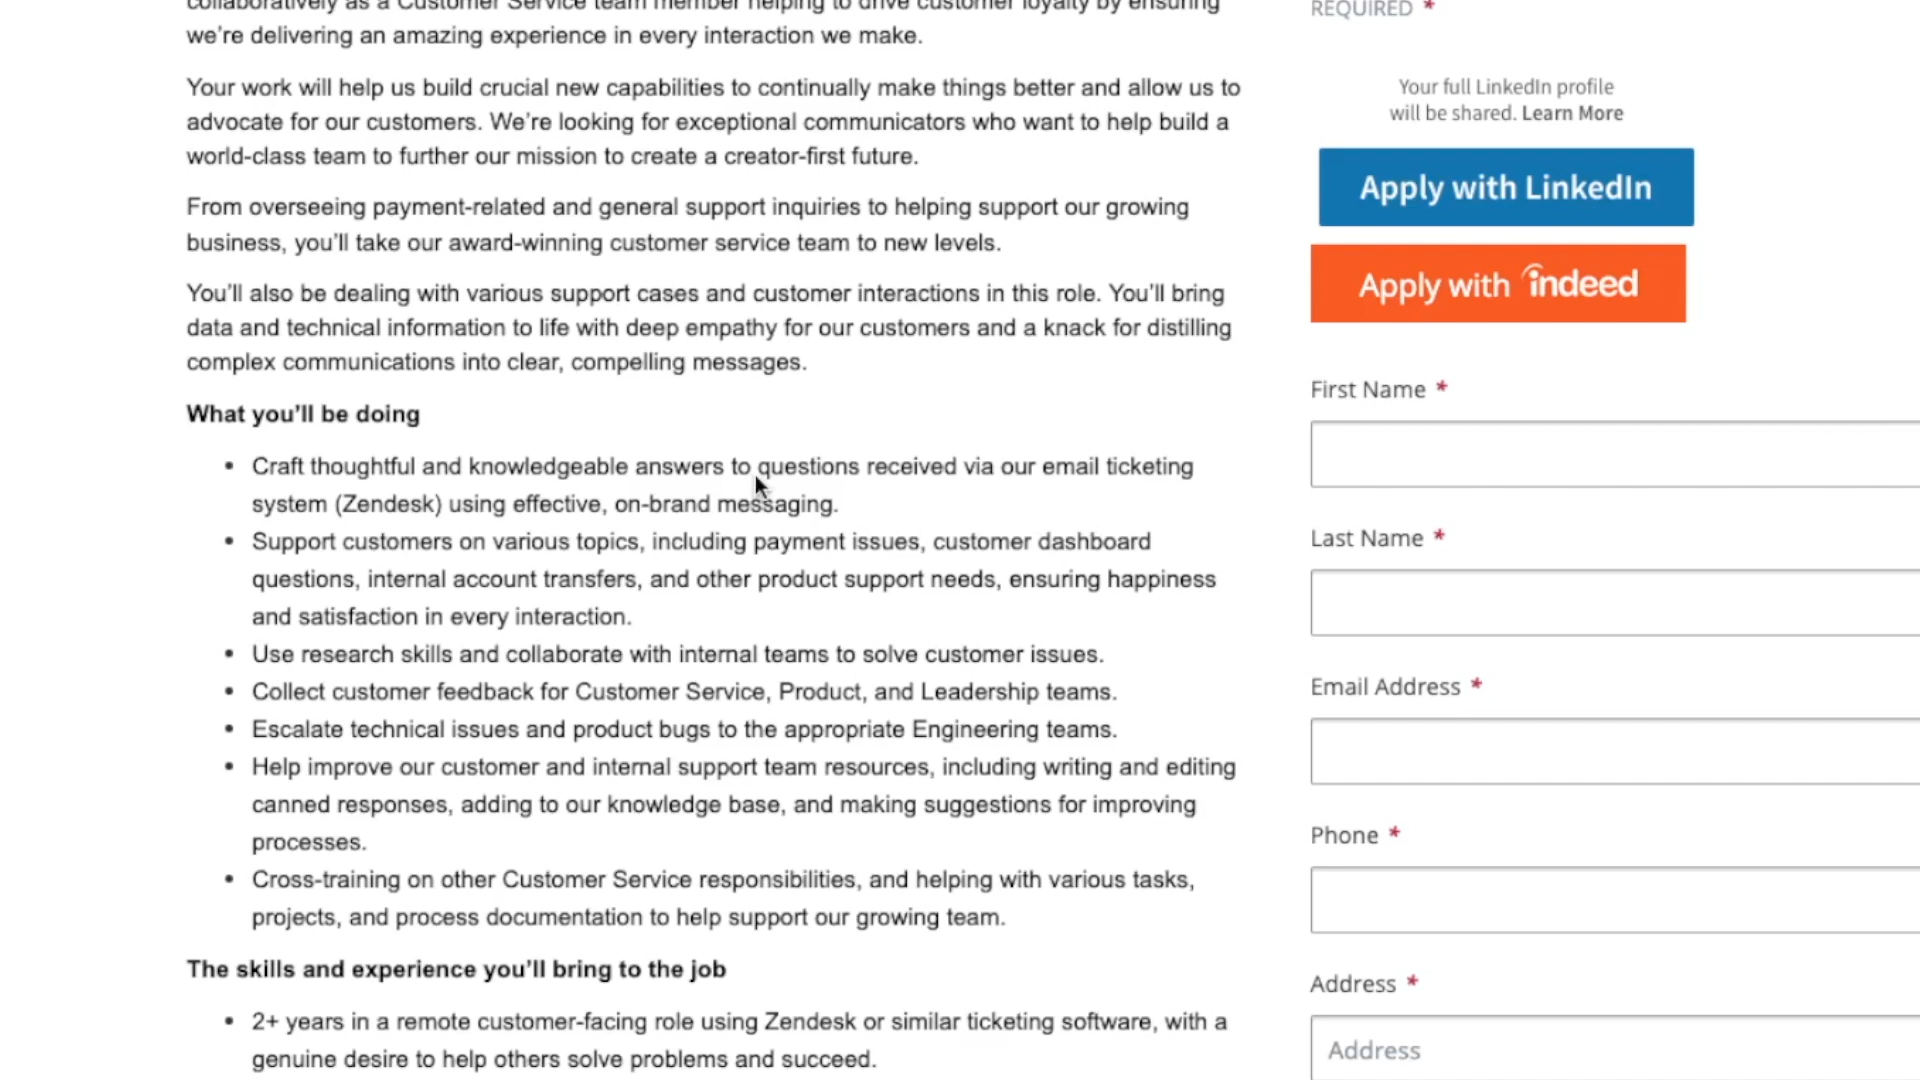 collaboratively as a Customer Service team member helping to drive customer loyalty by ensuring
we’re delivering an amazing experience in every interaction we make.
Your work will help us build crucial new capabilities to continually make things better and allow us to
advocate for our customers. We’re looking for exceptional communicators who want to help build a
world-class team to further our mission to create a creator-first future.
From overseeing payment-related and general support inquiries to helping support our growing
business, you’ll take our award-winning customer service team to new levels.
You’ll also be dealing with various support cases and customer interactions in this role. You’ll bring
data and technical information to life with deep empathy for our customers and a knack for distilling
complex communications into clear, compelling messages.
What you’ll be doing
• Craft thoughtful and knowledgeable answers to questions received via our email ticketing
system (Zendesk) using effective, on-brand messaging.
• Support customers on various topics, including payment issues, customer dashboard
questions, internal account transfers, and other product support needs, ensuring happiness
and satisfaction in every interaction.
• Use research skills and collaborate with internal teams to solve customer issues.
• Collect customer feedback for Customer Service, Product, and Leadership teams.
• Escalate technical issues and product bugs to the appropriate Engineering teams.
• Help improve our customer and internal support team resources, including writing and editing
canned responses, adding to our knowledge base, and making suggestions for improving
processes.
• Cross-training on other Customer Service responsibilities, and helping with various tasks,
projects, and process documentation to help support our growing team.
The skills and experience you’ll bring to the job
• 2+ years in a remote customer-facing role using Zendesk or similar ticketing software, with a
genuine desire to help others solve problems and succeed.
REQUIRED *
Your full LinkedIn profile
will be shared. Learn More
Apply with LinkedIn
Apply with indeed
First Name *
Last Name *
Email Address *
Phone *
Address *
Address